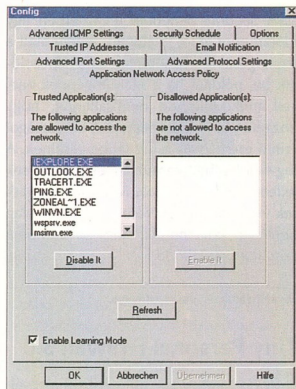 Config
Advanced ICMP Settings
Security Schedule
Options
Trusted IP Addresses
Email Notification
Advanced Port Settings
Advanced Protocol Settings
Application Network Access Policy
Trusted Application(s):
The following applications
are allowed to access the
network.
IEXPLORE.EXE
OUTLOOK.EXE
TRACERT.EXE
PING.EXE
ZONEAL~1.EXE
WINVN.EXE
wspsrv.exe
msimn.exe
Disable It
Disallowed Application(s):
The following applications
are not allowed to access
the network.
Enable It
Refresh
Enable Learning Mode
OK
Abbrechen
Übernehmen
Hilfe